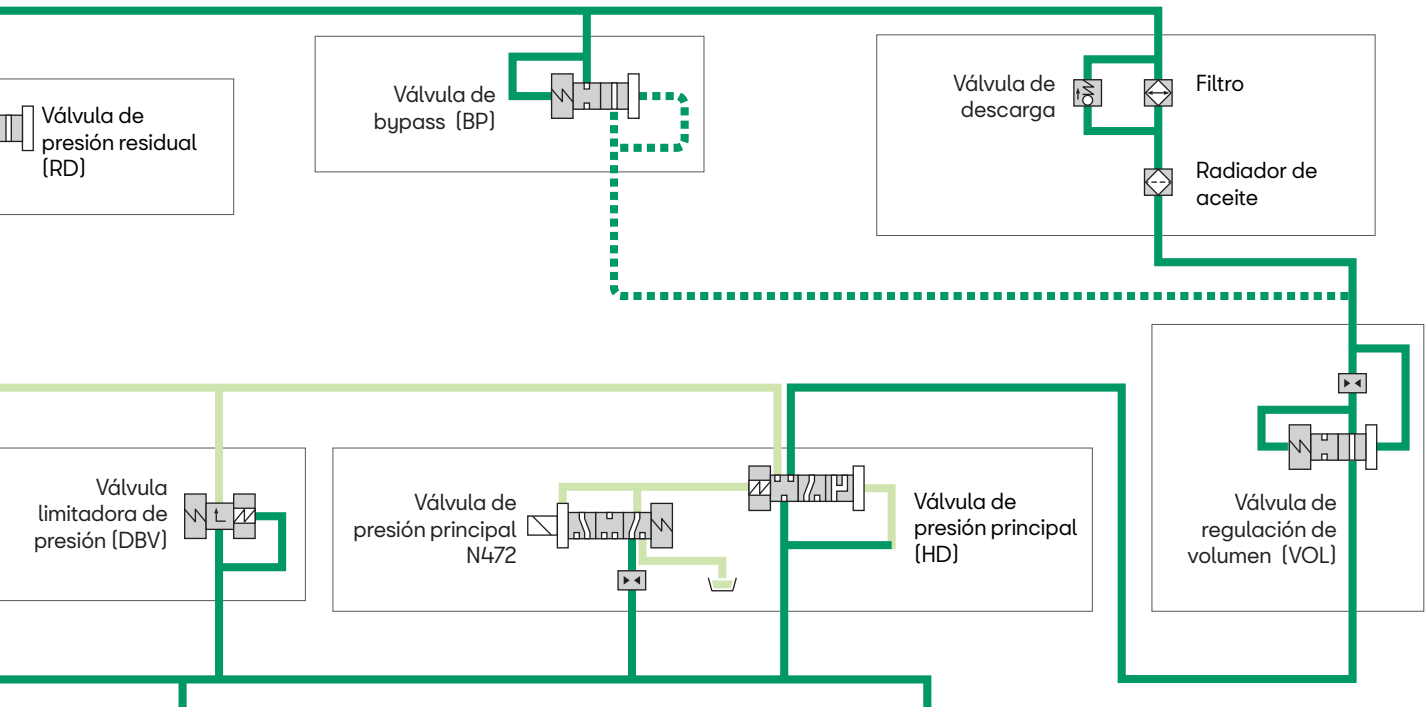 Válvula de
presión residual
(RD)
Válvula de
bypass (BP)
Válvula de
descarga
Filtro
Radiador de
aceite
Válvula
limitadora de
presión (DBV)
Válvula de
presión principal
N472
Válvula de
presión principal
(HD)
Válvula de
regulación de
volumen (VOL)